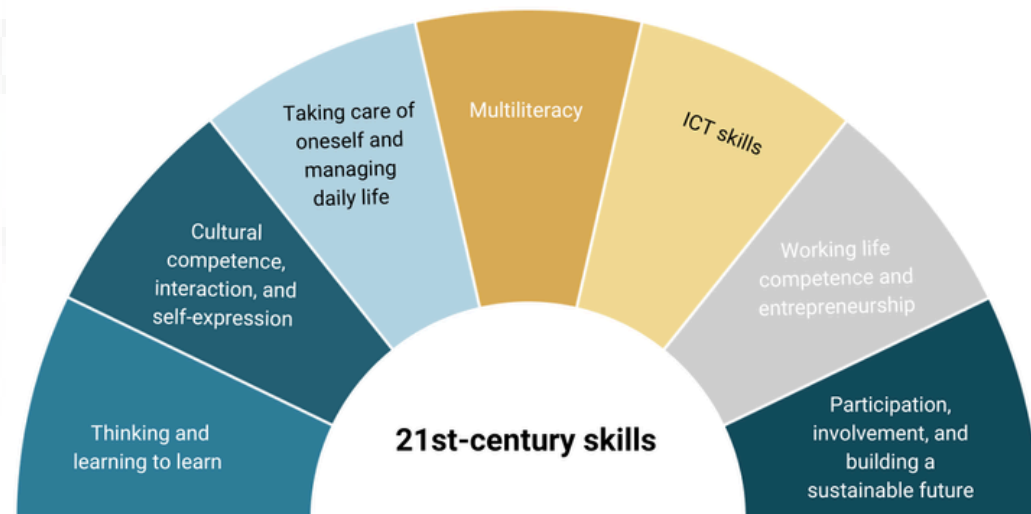 Thinking and
learning to learn
Cultural
competence,
interaction, and
self-expression
Taking care of
oneself and
managing
daily life
Multiliteracy
ICT skills
Working life
competence and
entrepreneurship
Participation,
involvement, and
building a
sustainable future
21st-century skills